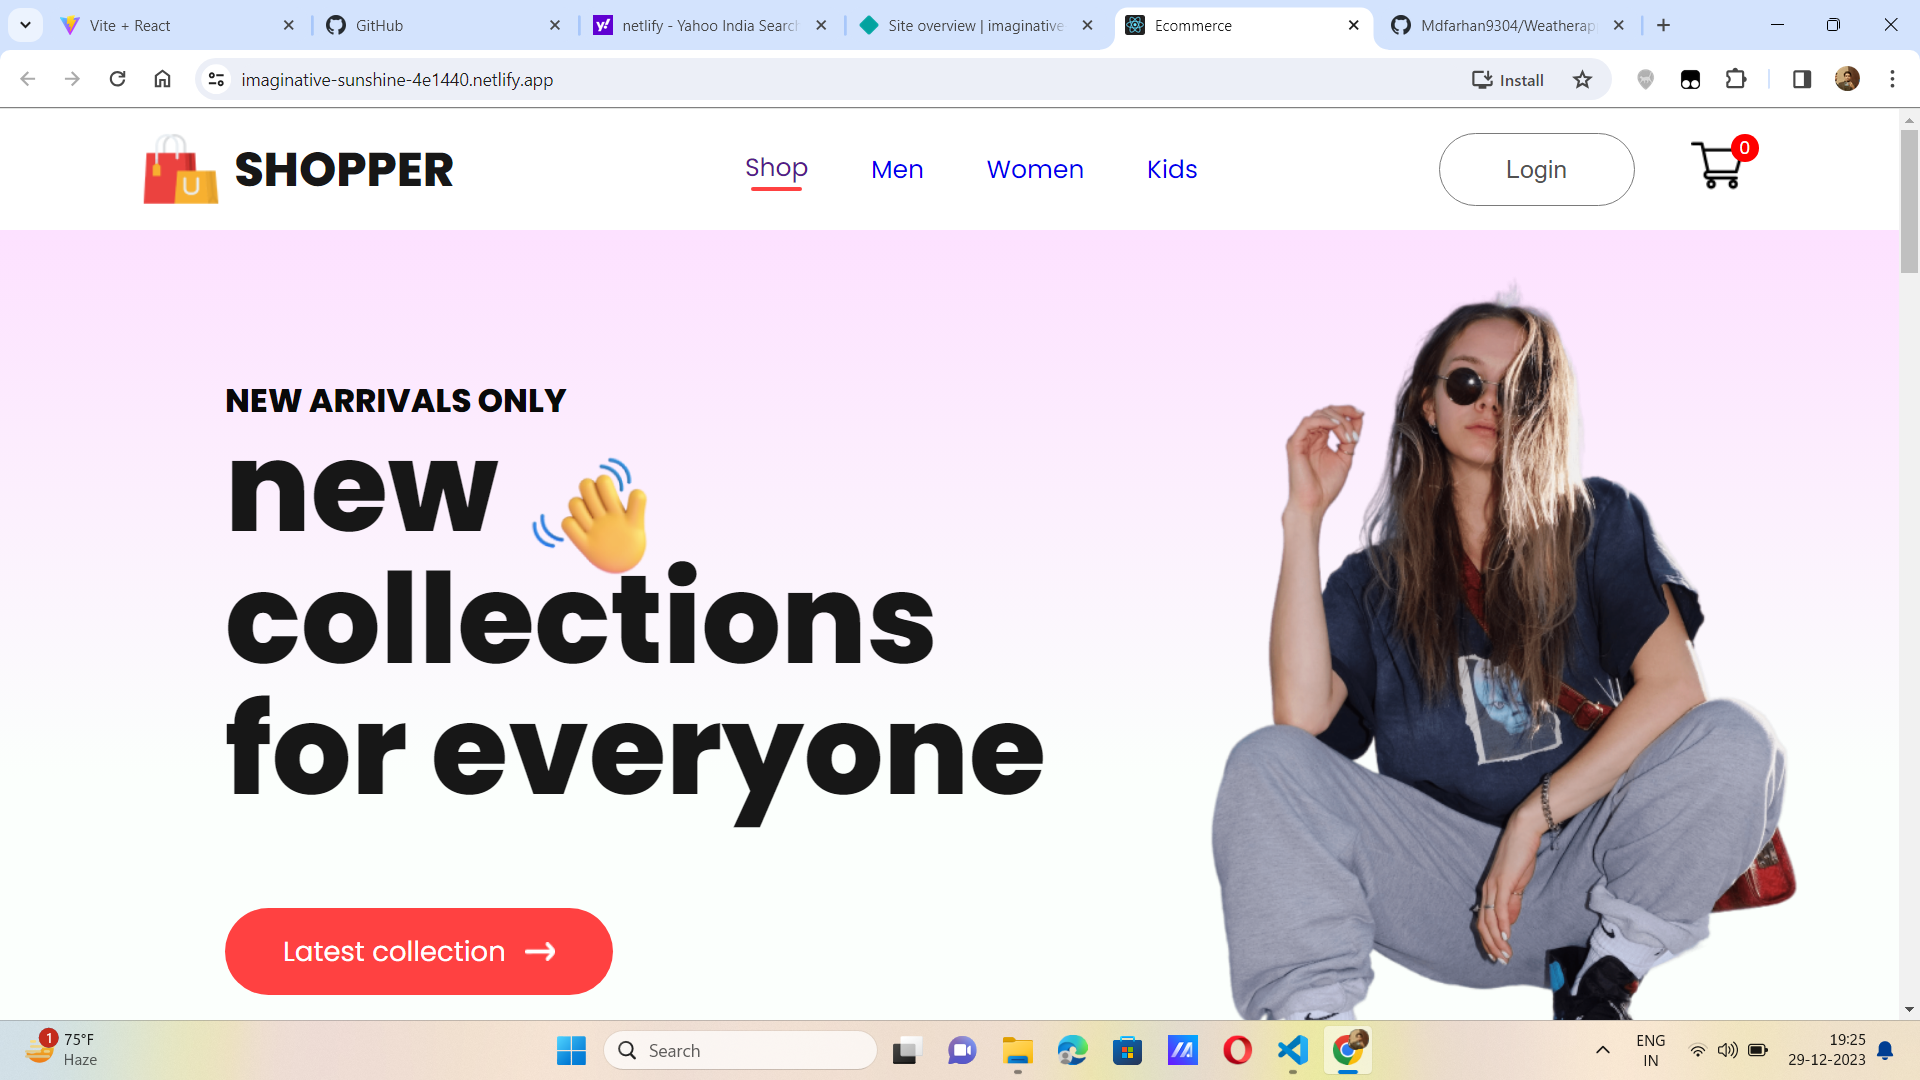 Vite + React
GitHub
netlify - Yahoo India Search
Site overview | imaginative
Ecommerce
Mdfarhan9304/Weatherap
imaginative-sunshine-4e1440.netlify.app
Install
SHOPPER
Shop
Men
Women
Kids
Login
0
NEW ARRIVALS ONLY
new
collections
for everyone
Latest collection
1
75°F
Haze
Search
ENG
IN
19:25
29-12-2023